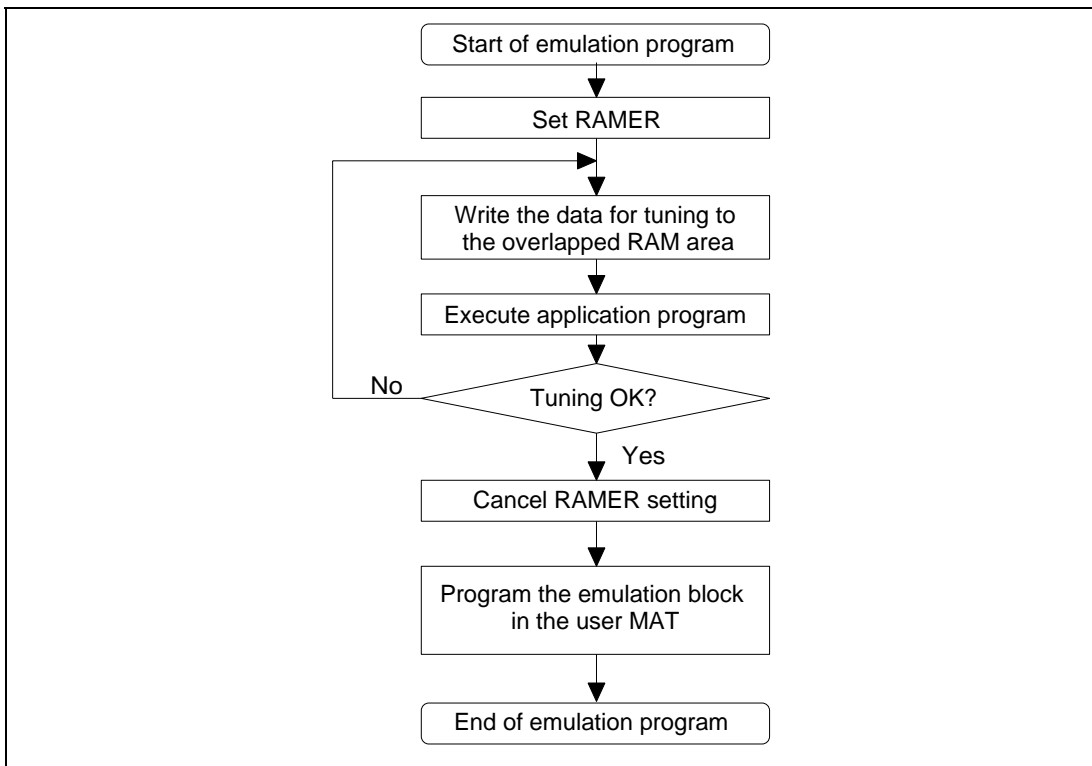 Start of emulation program
Set RAMER
Write the data for tuning to
the overlapped RAM area
Execute application program
No
Tuning OK?
Yes
Cancel RAMER setting
Program the emulation block
in the user MAT
End of emulation program